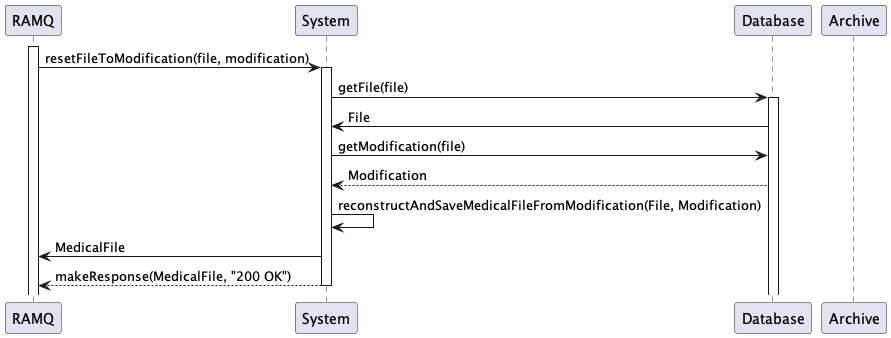 RAMQ System Database Archive
resetFileToModification(file, modification)
getFile(file)
File
getModification(file)
Modification
reconstructAndSaveMedicalFileFromModification(File, Modification)
MedicalFile
makeResponse(MedicalFile, "200 OK")
RAMQ System Database Archive